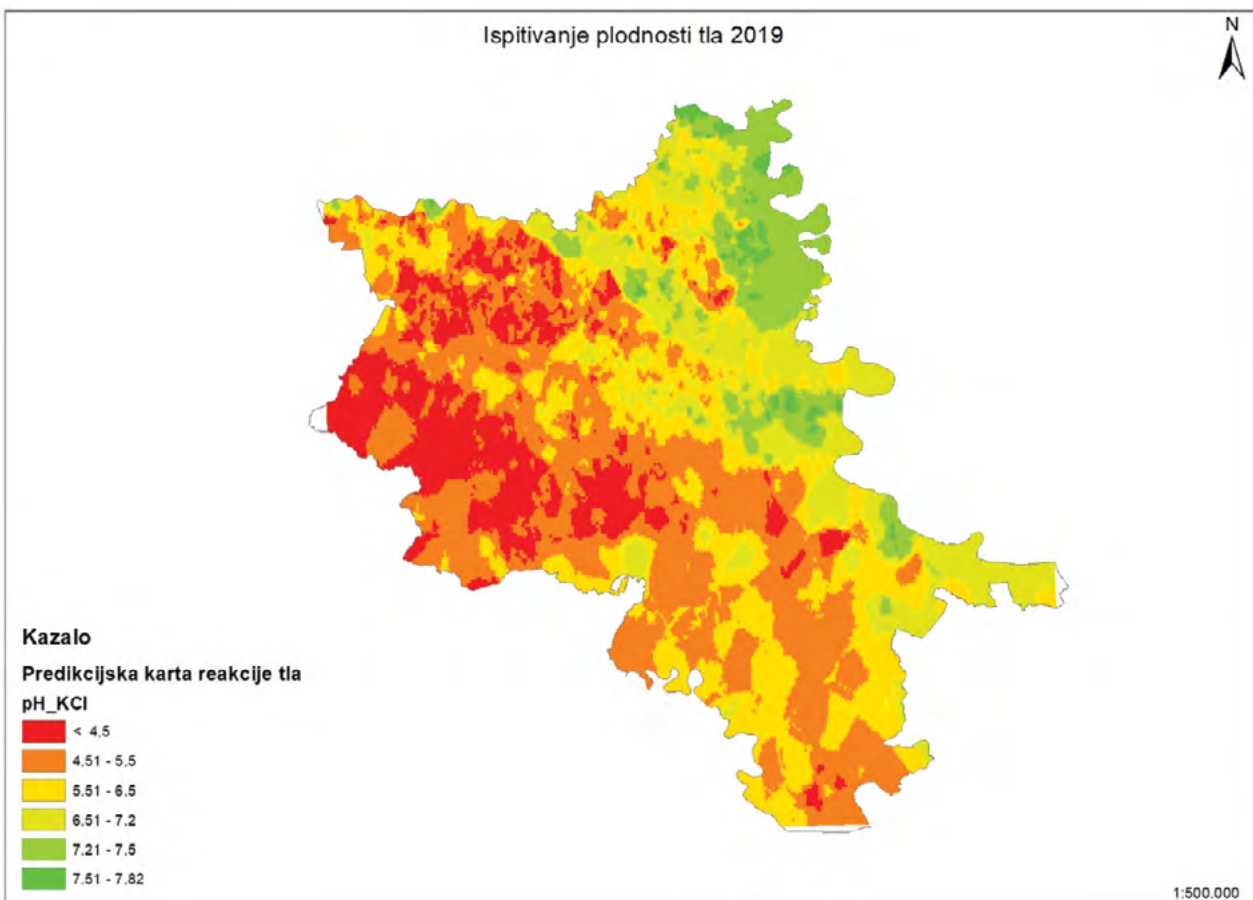 Ispitivanje plodnosti tla 2019
N
Kazalo
Predikcijska karta reakcije tla
pH_KCl
< 4,5
4.51 - 5.5
5.51 - 6.5
6.51 - 7.2
7.21 - 7.5
7.51 - 7,82
1:500.000